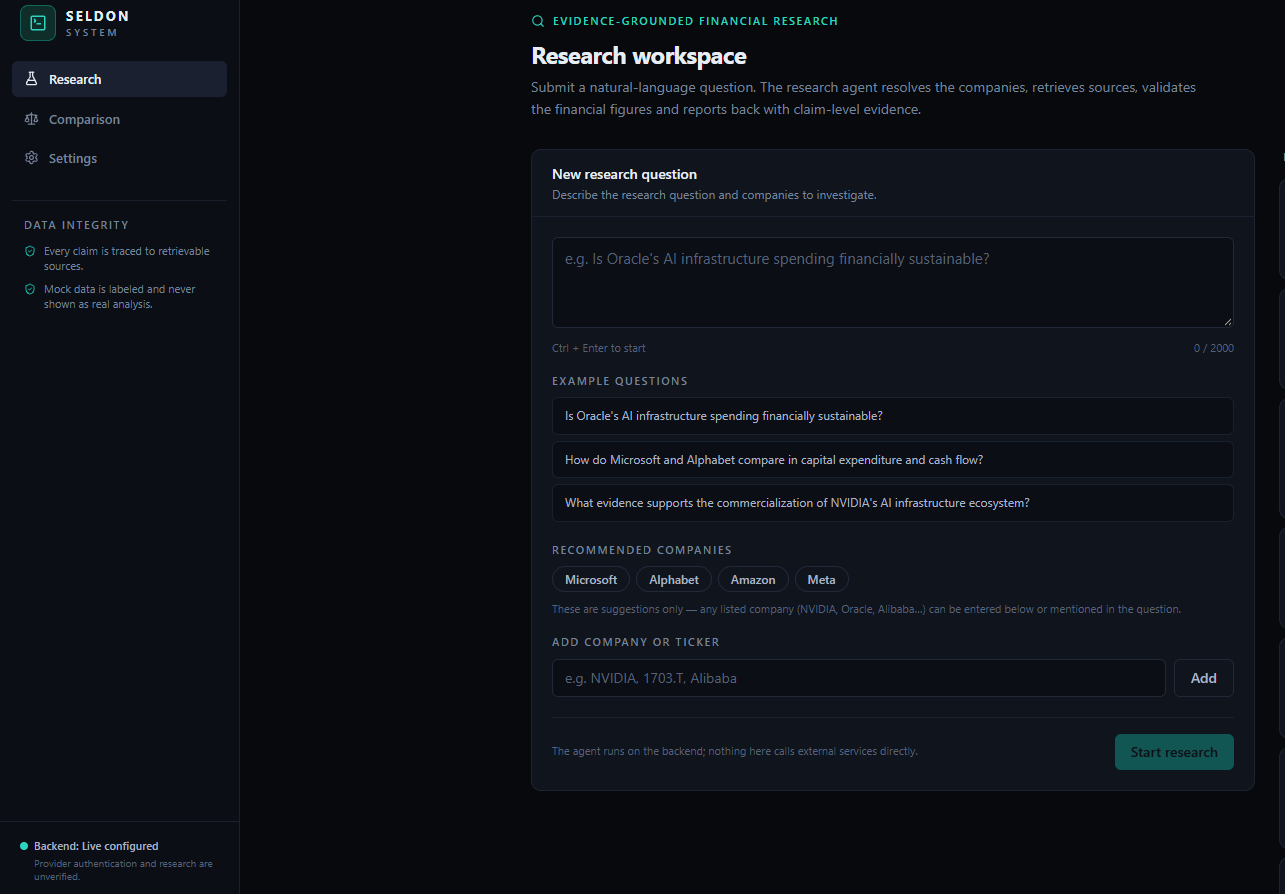 SELDON
SYSTEM
Research
Comparison
Settings
DATA INTEGRITY
Every claim is traced to retrievable
sources.
Mock data is labeled and never
shown as real analysis.
Backend: Live configured
Provider authentication and research are
unverified.
EVIDENCE-GROUNDED FINANCIAL RESEARCH
Research workspace
Submit a natural-language question. The research agent resolves the companies, retrieves sources, validates
the financial figures and reports back with claim-level evidence.
New research question
Describe the research question and companies to investigate.
e.g. Is Oracle's AI infrastructure spending financially sustainable?
Ctrl + Enter to start
0 / 2000
EXAMPLE QUESTIONS
Is Oracle's AI infrastructure spending financially sustainable?
How do Microsoft and Alphabet compare in capital expenditure and cash flow?
What evidence supports the commercialization of NVIDIA's AI infrastructure ecosystem?
RECOMMENDED COMPANIES
Microsoft Alphabet Amazon Meta
These are suggestions only — any listed company (NVIDIA, Oracle, Alibaba...) can be entered below or mentioned in the question.
ADD COMPANY OR TICKER
e.g. NVIDIA, 1703.T, Alibaba
Add
The agent runs on the backend; nothing here calls external services directly.
Start research